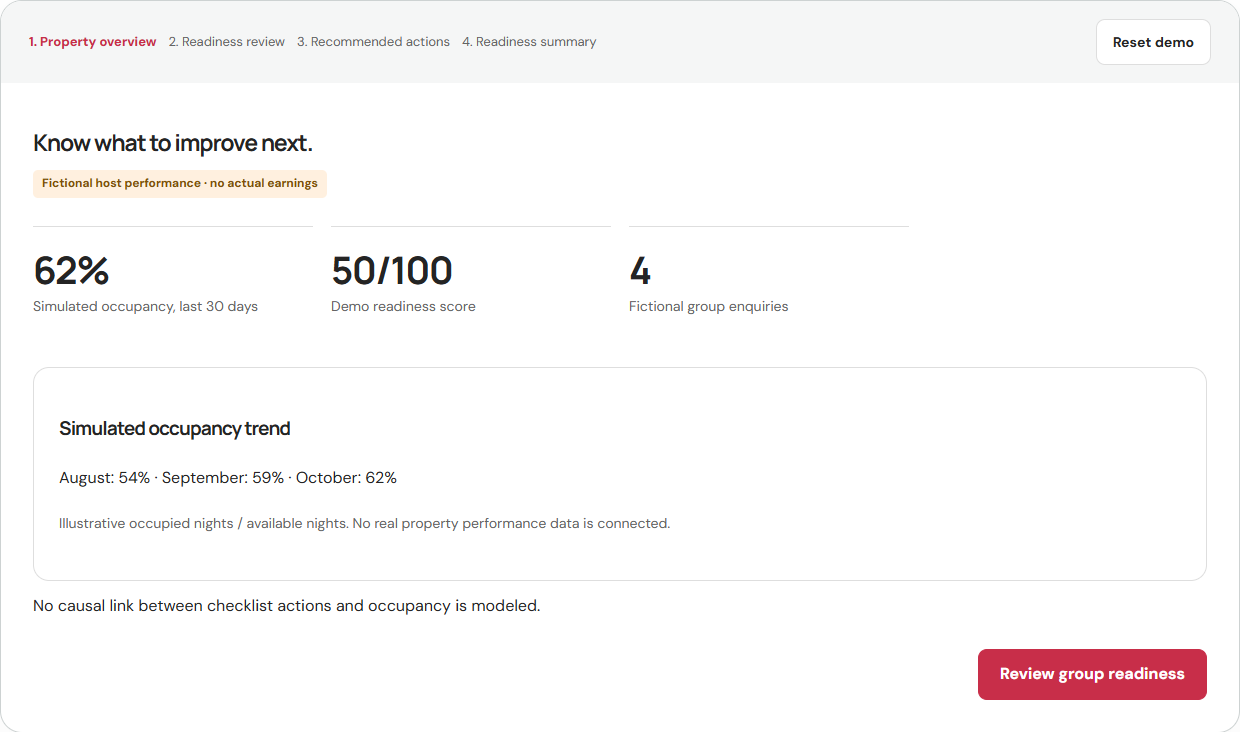 1. Property overview 2. Readiness review 3. Recommended actions 4. Readiness summary
Reset demo
Know what to improve next.
Fictional host performance · no actual earnings
62%
Simulated occupancy, last 30 days
50/100
Demo readiness score
4
Fictional group enquiries
Simulated occupancy trend
August: 54% · September: 59% · October: 62%
Illustrative occupied nights / available nights. No real property performance data is connected.
No causal link between checklist actions and occupancy is modeled.
Review group readiness